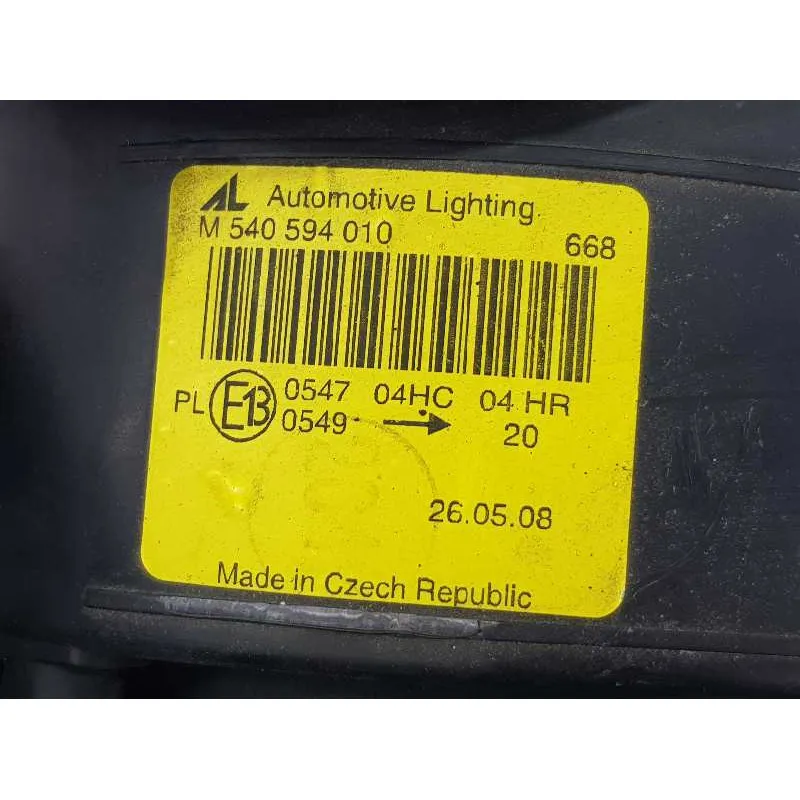 AL Automotive Lighting
M 540 594 010 668
PL E13 0547 04HC 04 HR
0549 → 20
26.05.08
Made in Czech Republic